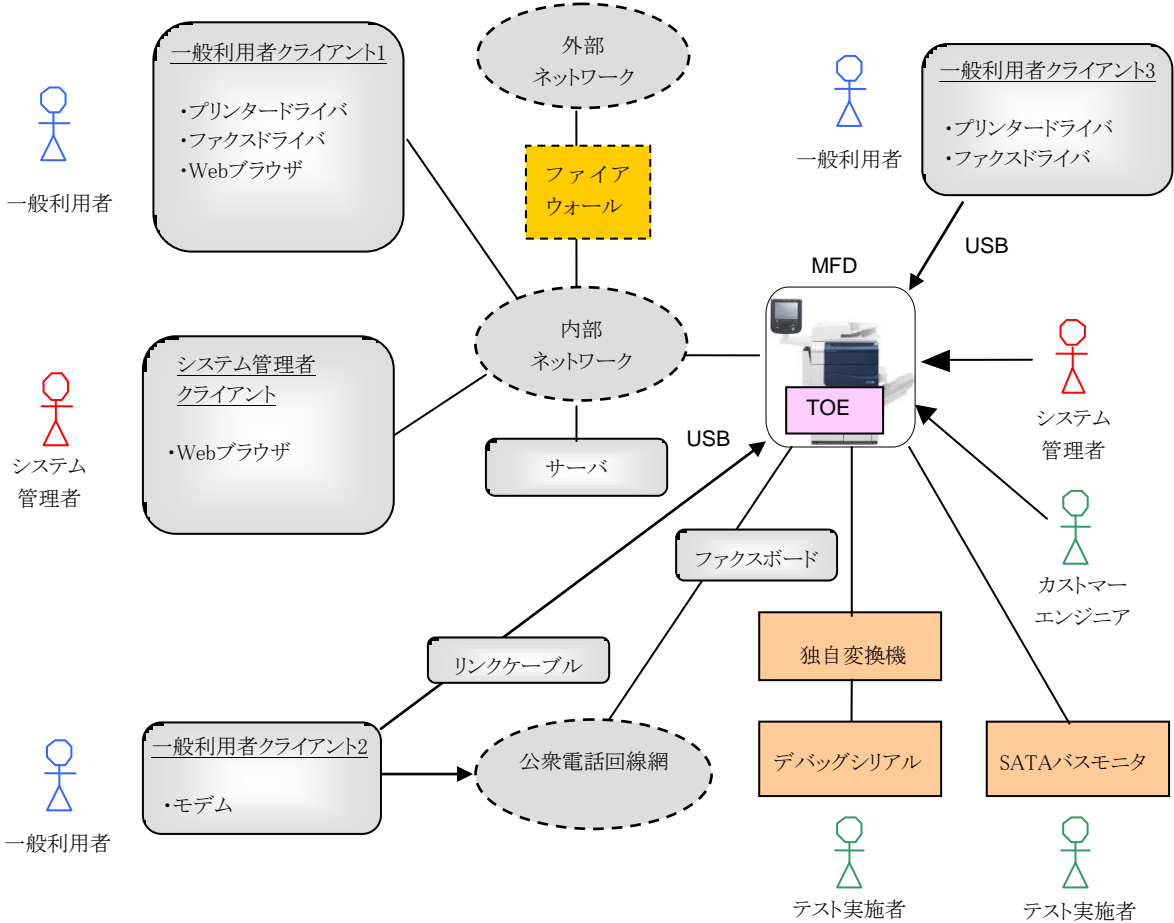 外部
ネットワーク
一般利用者クライアント1
・プリンタードライバ
・ファクスドライバ
・Webブラウザ
一般利用者
一般利用者クライアント3
・プリンタードライバ
・ファクスドライバ
一般利用者
ファイア
ウォール
USB
MFD
内部
ネットワーク
システム管理者
クライアント
・Webブラウザ
システム
管理者
TOE
システム
管理者
USB
サーバ
ファクスボード
カストマー
エンジニア
独自変換機
リンクケーブル
一般利用者クライアント2
・モデム
一般利用者
公衆電話回線網
デバッグシリアル
SATAバスモニタ
テスト実施者
テスト実施者